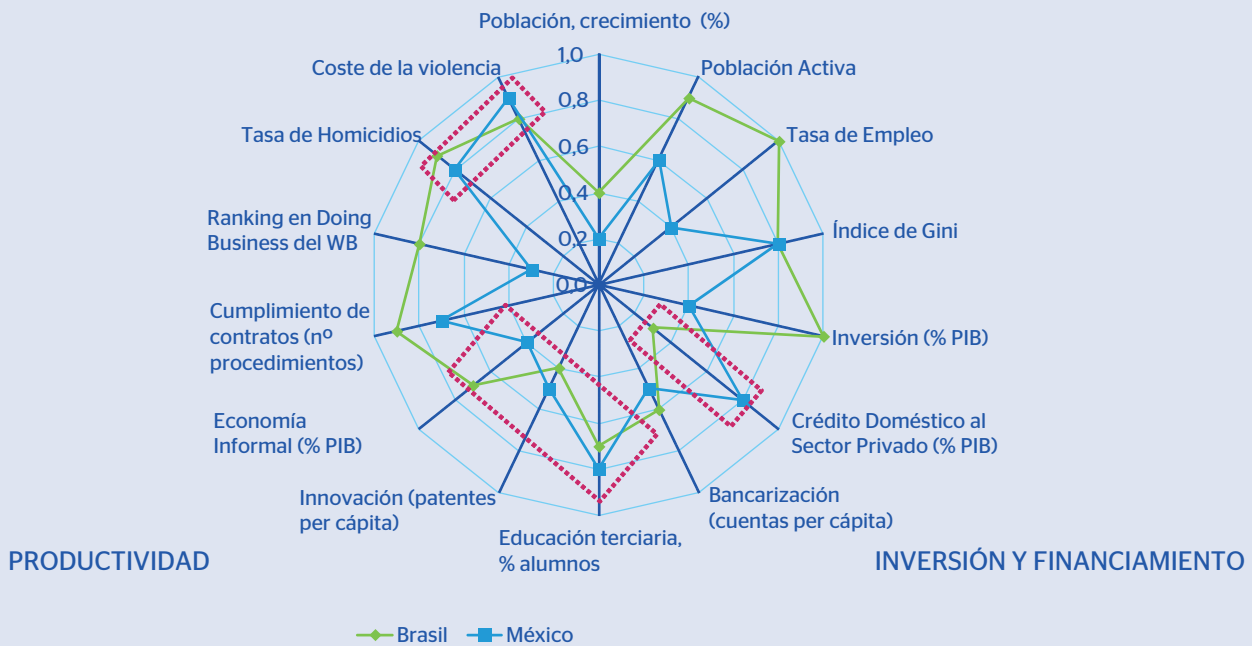 Población, crecimiento (%)
1,0
0,8
0,6
0,4
0,2
0,0
Población Activa
Tasa de Empleo
Índice de Gini
Inversión (% PIB)
Crédito Doméstico al
Sector Privado (% PIB)
Bancarización
(cuentas per cápita)
Educación terciaria,
% alumnos
Innovación (patentes
per cápita)
Economía
Informal (% PIB)
Cumplimiento de
contratos (nº
procedimientos)
Ranking en Doing
Business del WB
Tasa de Homicidios
Coste de la violencia
PRODUCTIVIDAD
INVERSIÓN Y FINANCIAMIENTO
Brasil
México